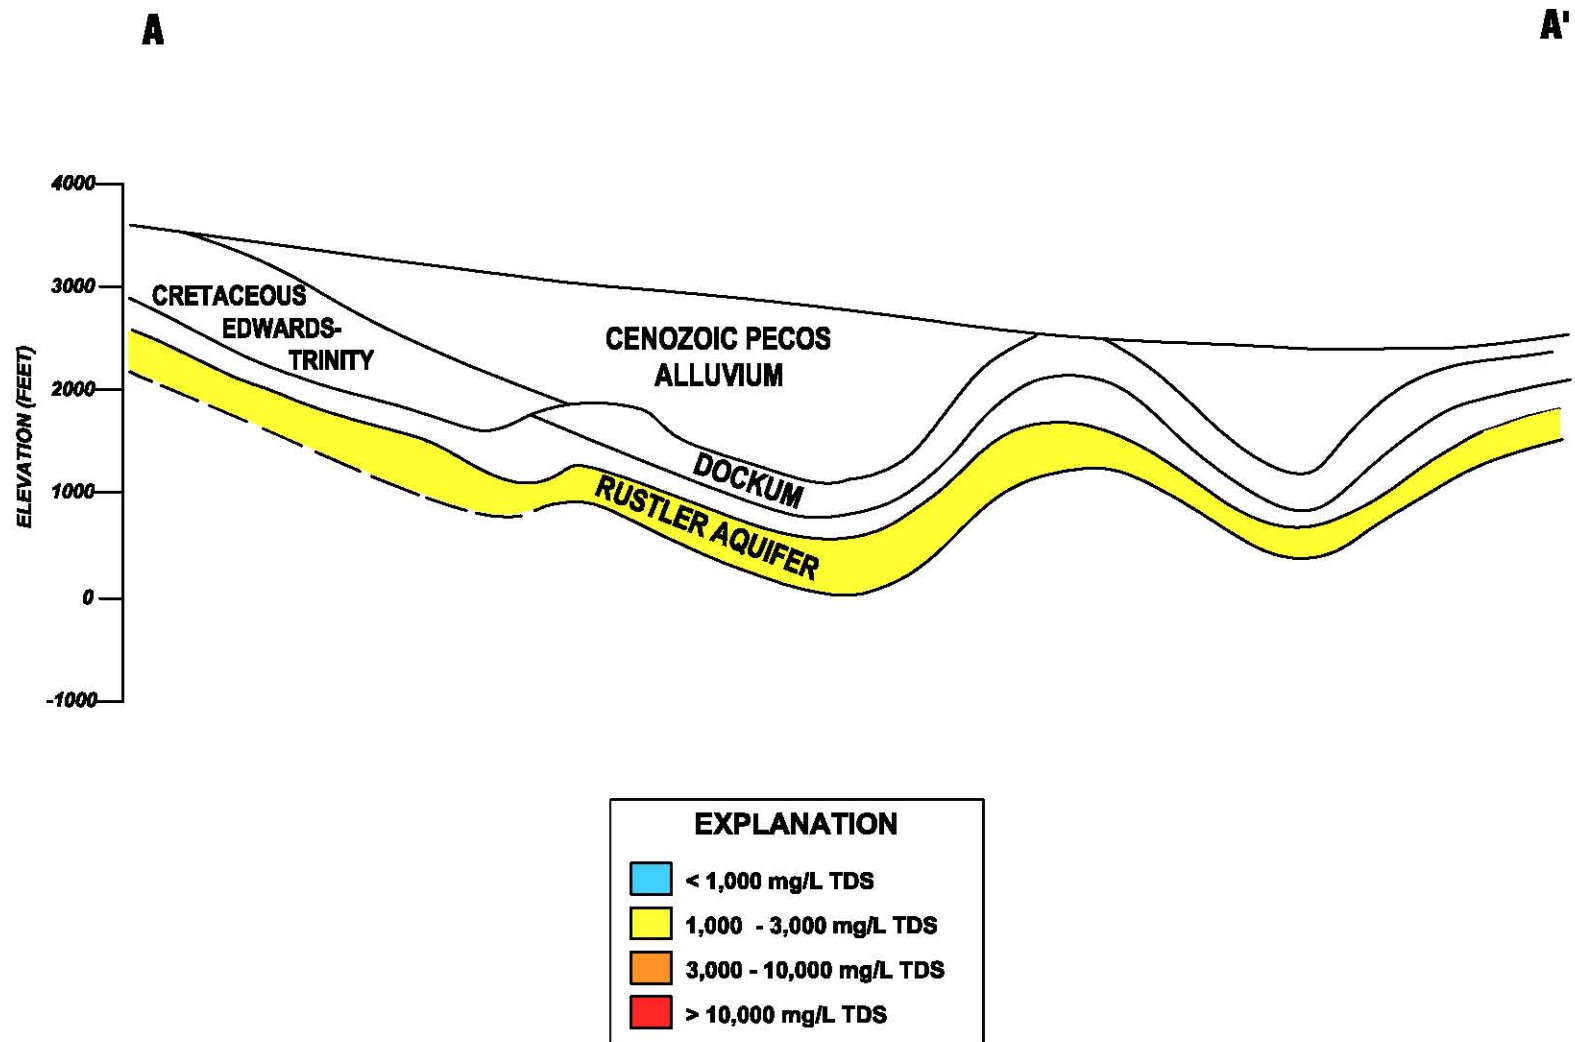 A
A'
4000
3000
2000
1000
0
-1000
ELEVATION (FEET)
CRETACEOUS
EDWARDS-
TRINITY
CENOZOIC PECOS
ALLUVIUM
DOCKUM
RUSTLER AQUIFER
EXPLANATION
< 1,000 mg/L TDS
1,000 - 3,000 mg/L TDS
3,000 - 10,000 mg/L TDS
> 10,000 mg/L TDS